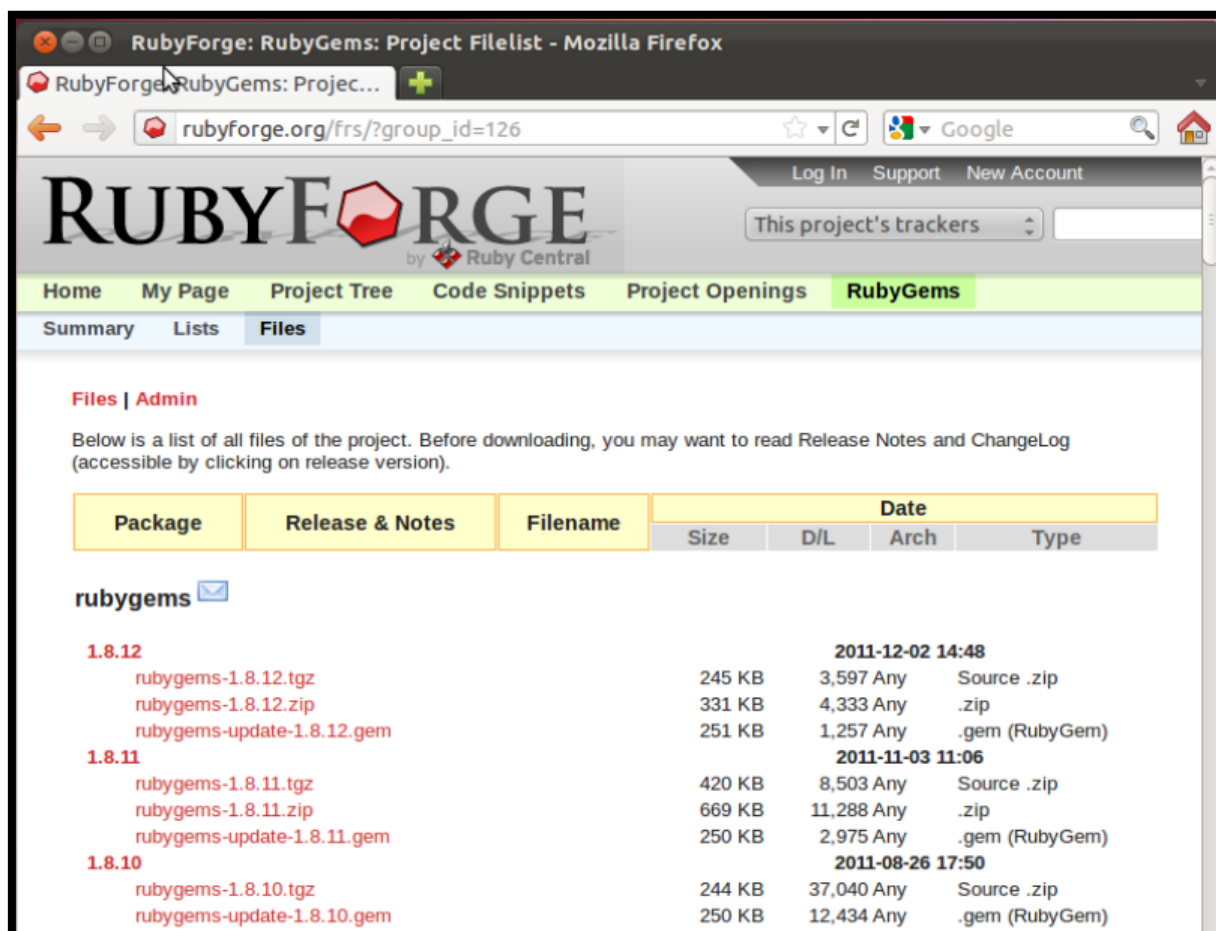 RubyForge: RubyGems: Project Filelist - Mozilla Firefox
RubyForge: RubyGems: Projec...
rubyforge.org/frs/?group_id=126
Google
Log In Support New Account
RUBYFORGE
by Ruby Central
This project's trackers
Home My Page Project Tree Code Snippets Project Openings RubyGems
Summary Lists Files
Files | Admin
Below is a list of all files of the project. Before downloading, you may want to read Release Notes and ChangeLog
(accessible by clicking on release version).
Package Release & Notes Filename Date
Size D/L Arch Type
rubygems
1.8.12 2011-12-02 14:48
rubygems-1.8.12.tgz 245 KB 3,597 Any Source .zip
rubygems-1.8.12.zip 331 KB 4,333 Any .zip
rubygems-update-1.8.12.gem 251 KB 1,257 Any .gem (RubyGem)
1.8.11 2011-11-03 11:06
rubygems-1.8.11.tgz 420 KB 8,503 Any Source .zip
rubygems-1.8.11.zip 669 KB 11,288 Any .zip
rubygems-update-1.8.11.gem 250 KB 2,975 Any .gem (RubyGem)
1.8.10 2011-08-26 17:50
rubygems-1.8.10.tgz 244 KB 37,040 Any Source .zip
rubygems-update-1.8.10.gem 250 KB 12,434 Any .gem (RubyGem)